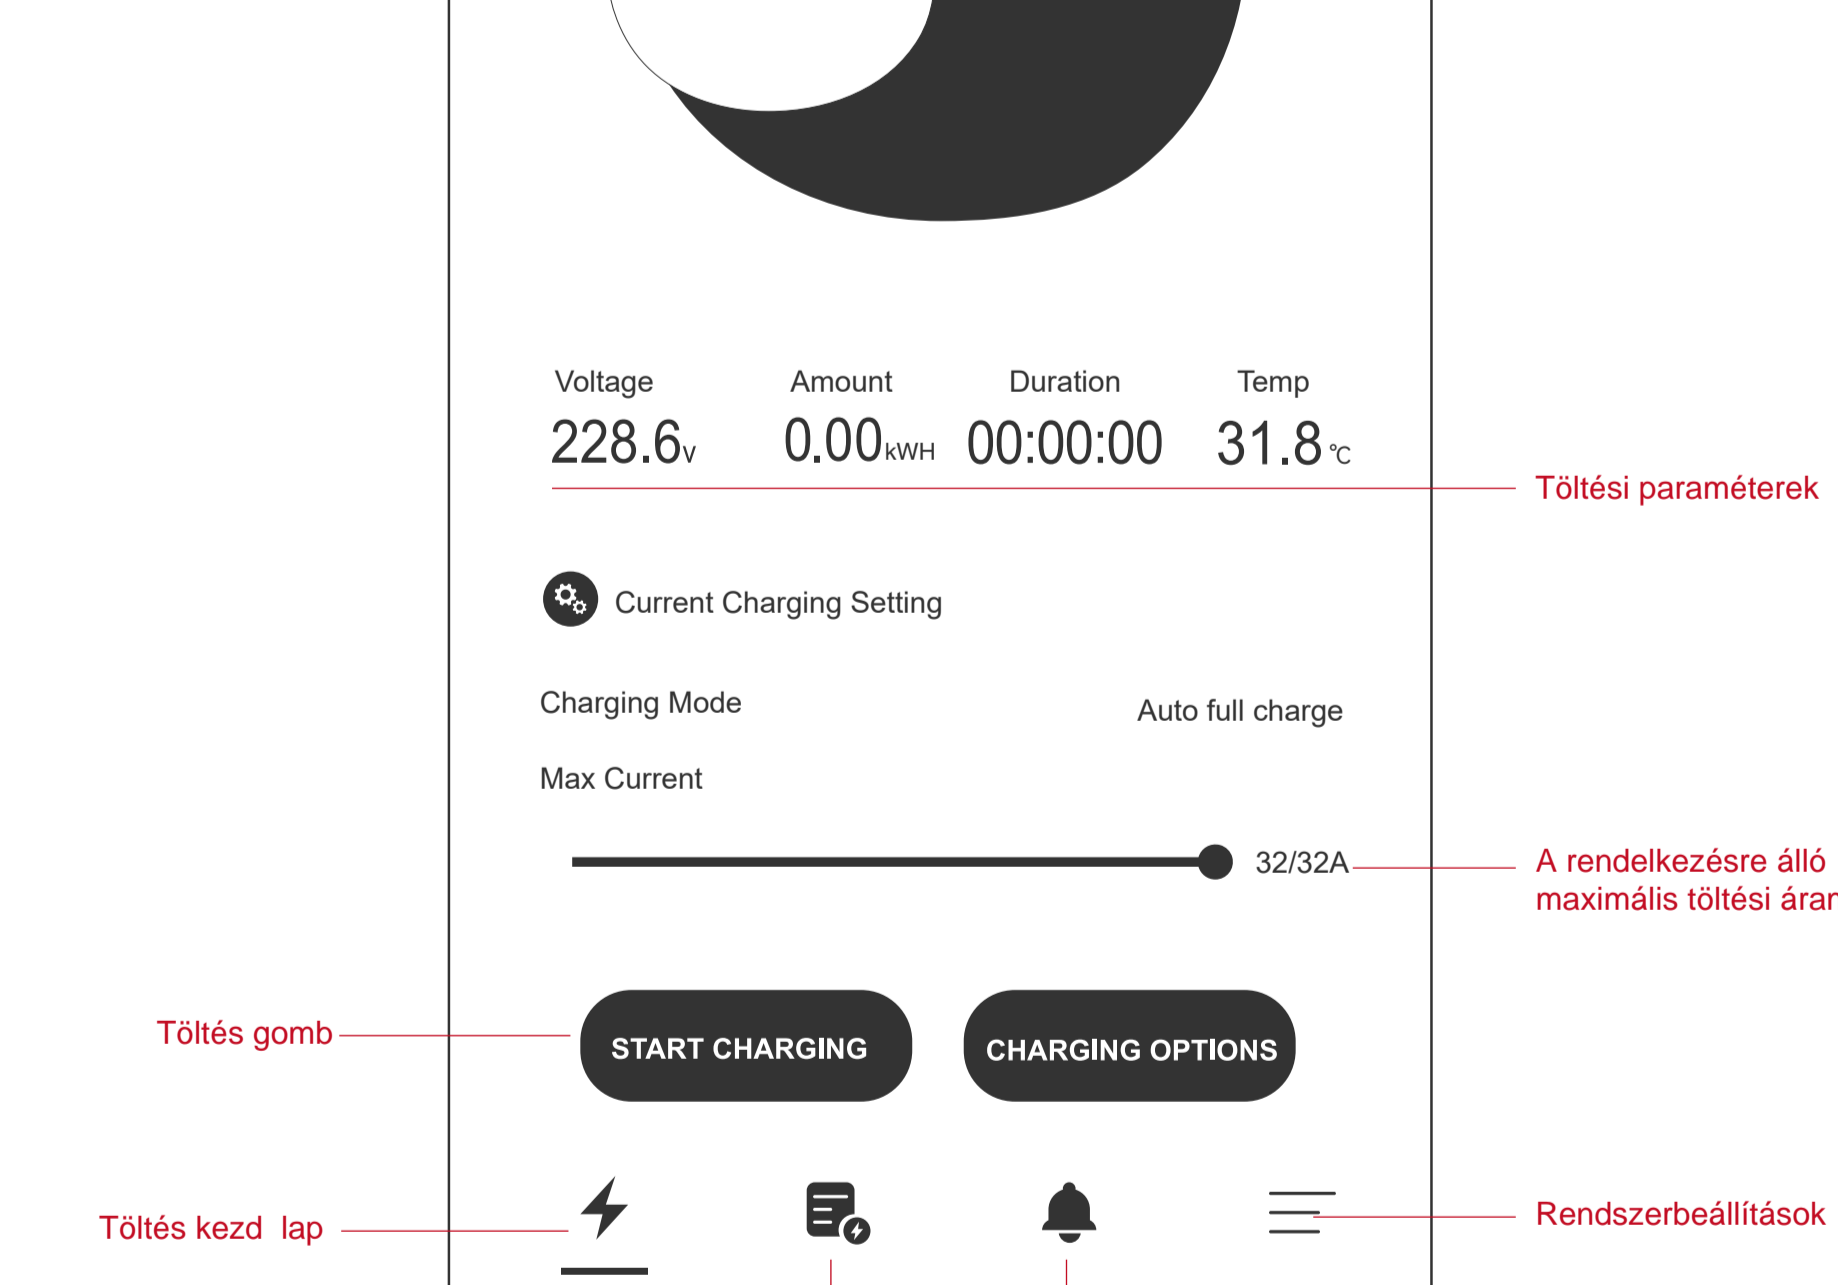 Voltage Amount Duration Temp
228.6V 0.00kWH 00:00:00 31.8°C
Töltési paraméterek
Current Charging Setting
Charging Mode Auto full charge
Max Current
32/32A
A rendelkezésre álló
maximális töltési
Töltés gomb
START CHARGING CHARGING OPTIONS
Töltés kezd lap
Rendszerbeállítások